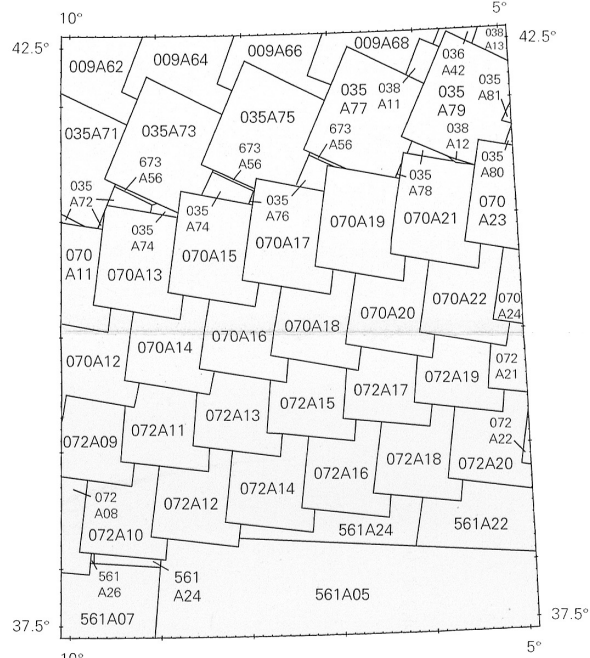 10°
5°
42.5°
42.5°
009A62
009A64
009A66
009A68
038
A13
036
A42
035
A71
035A73
035A75
035
A77
038
A11
035
A79
035
A81
673
A56
673
A56
673
A56
038
A12
035
A80
035
A72
035
A74
035
A74
035
A76
035
A78
070
A11
070A13
070A15
070A17
070A19
070A21
070
A23
070A12
070A14
070A16
070A18
070A20
070A22
070
A24
072A09
072A11
072A13
072A15
072A17
072A19
072
A21
072
A08
072A10
072A12
072A14
072A16
072A18
072A20
072
A22
561
A26
561
A24
561A24
561A22
561A07
561A05
37.5°
37.5°
10°
5°